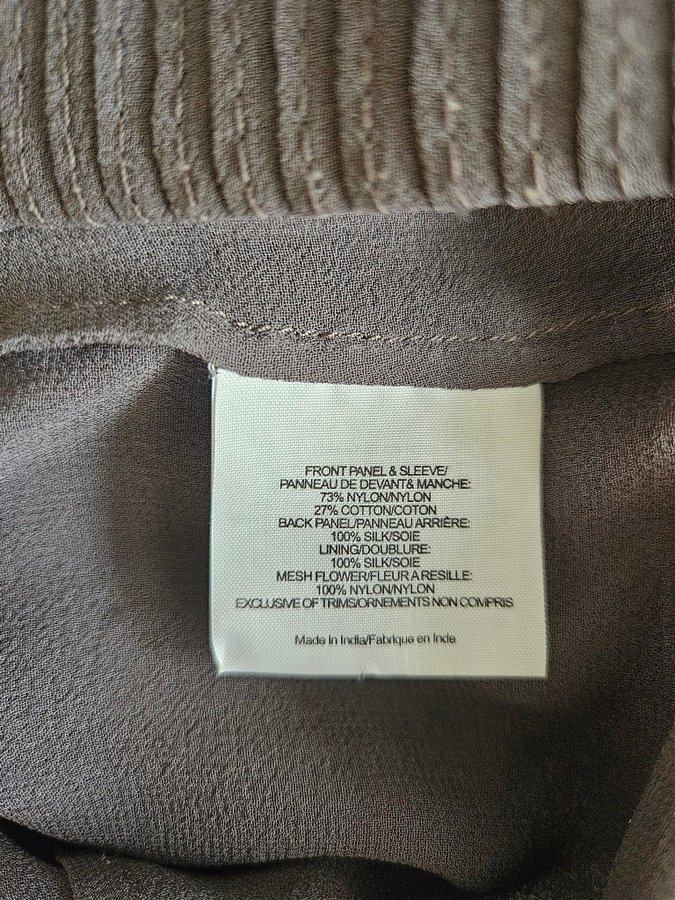 FRONT PANEL & SLEEVE/
PANNEAU DE DEVANT& MANCHE:
73% NYLON/NYLON
27% COTTON/COTON
BACK PANEL/PANNEAU ARRIÈRE:
100% SILK/SOIE
LINING/DOUBLURE:
100% SILK/SOIE
MESH FLOWER/FLEUR A RESILLE:
100% NYLON/NYLON
EXCLUSIVE OF TRIMS/ORNEMENTS NON COMPRIS
Made in India/Fabrique en Inde